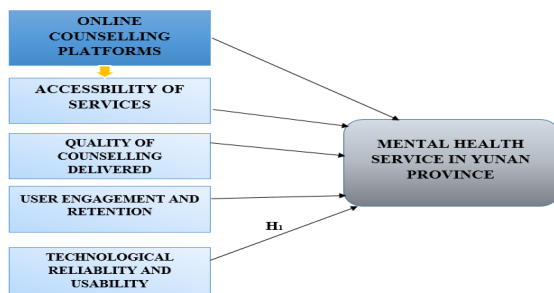 ONLINE
COUNSELLING
PLATFORMS
ACCESSBILITY OF
SERVICES
QUALITY OF
COUNSELLING
DELIVERED
USER ENGAGEMENT AND
RETENTION
TECHNOLOGICAL
RELIABLITY AND
USABILITY
H₁
MENTAL HEALTH
SERVICE IN YUNAN
PROVINCE